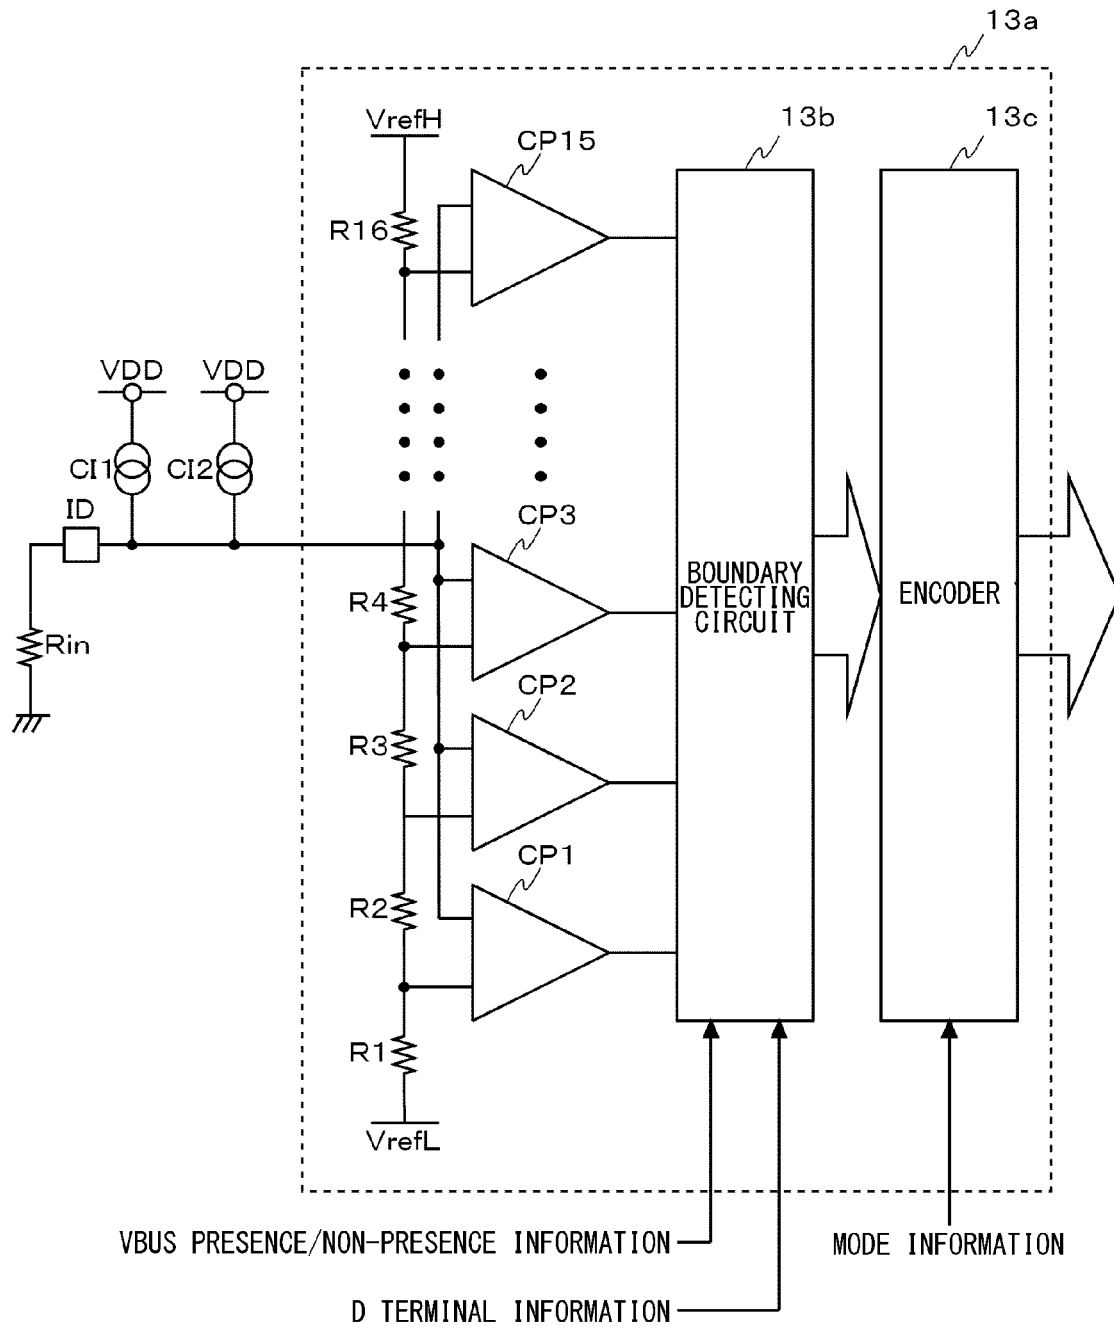 13a
VrefH
CP15
13b
13c
R16
VDD
VDD
CI1
CI2
ID
CP3
R4
Rin
BOUNDARY
DETECTING
CIRCUIT
ENCODER
CP2
R3
CP1
R2
R1
VrefL
VBUS PRESENCE/NON-PRESENCE INFORMATION
MODE INFORMATION
D TERMINAL INFORMATION